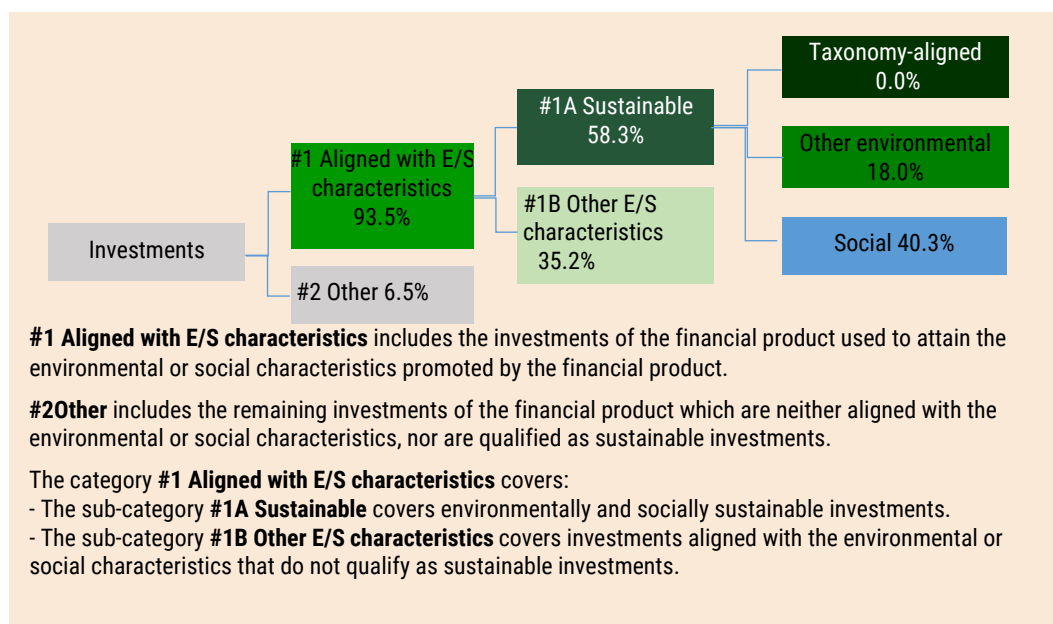 Taxonomy-aligned
0.0%
#1A Sustainable
58.3%
Other environmental
18.0%
#1 Aligned with E/S
characteristics
93.5%
#1B Other E/S
characteristics
35.2%
Social 40.3%
Investments
#2 Other 6.5%
#1 Aligned with E/S characteristics includes the investments of the financial product used to attain the
environmental or social characteristics promoted by the financial product.
#2Other includes the remaining investments of the financial product which are neither aligned with the
environmental or social characteristics, nor are qualified as sustainable investments.
The category #1 Aligned with E/S characteristics covers:
- The sub-category #1A Sustainable covers environmentally and socially sustainable investments.
- The sub-category #1B Other E/S characteristics covers investments aligned with the environmental or
social characteristics that do not qualify as sustainable investments.